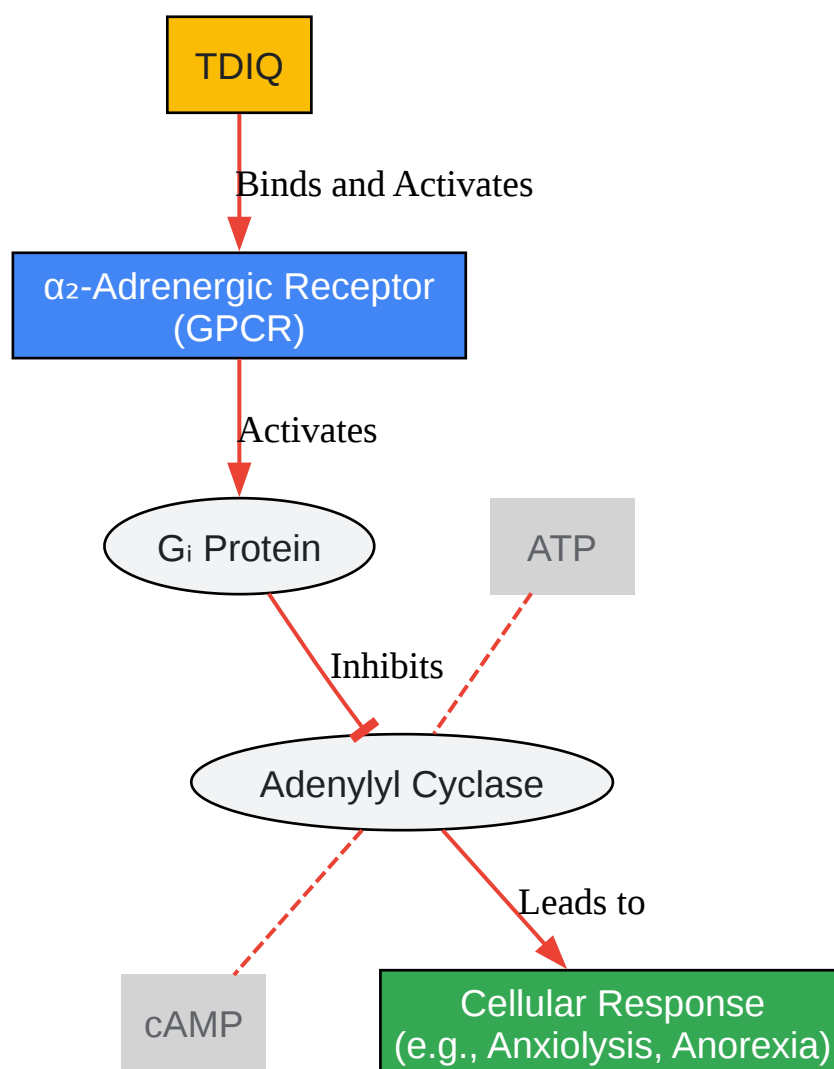 TDIQ
Binds and Activates
α₂-Adrenergic Receptor
(GPCR)
Activates
Gᵢ Protein
ATP
Inhibits
Adenylyl Cyclase
Leads to
cAMP
Cellular Response
(e.g., Anxiolysis, Anorexia)